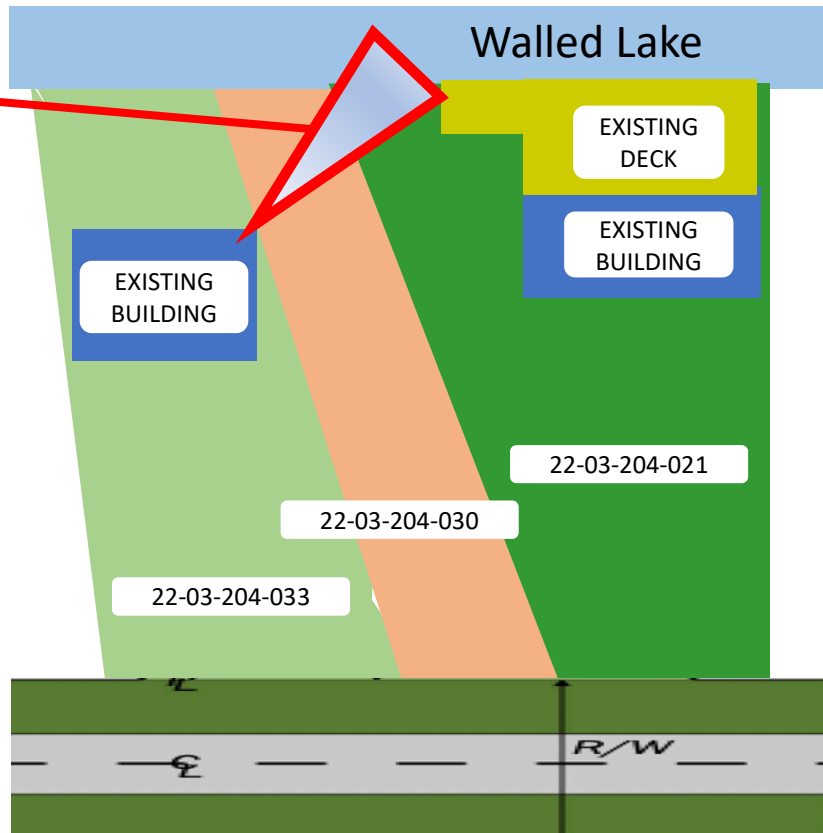 Walled Lake
EXISTING
DECK
EXISTING
BUILDING
EXISTING
BUILDING
22-03-204-021
22-03-204-030
22-03-204-033
R/W
℄